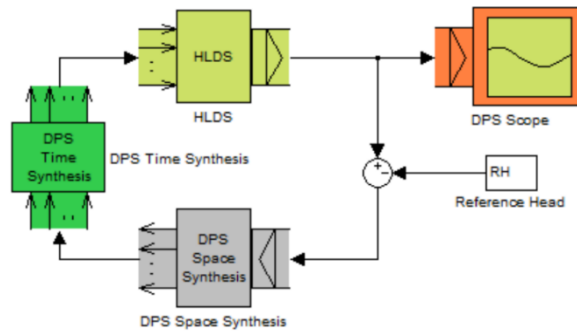 HLDS
HLDS
DPS Scope
DPS
Time
Synthesis
DPS Time Synthesis
+
-
RH
Reference Head
DPS
Space
Synthesis
DPS Space Synthesis